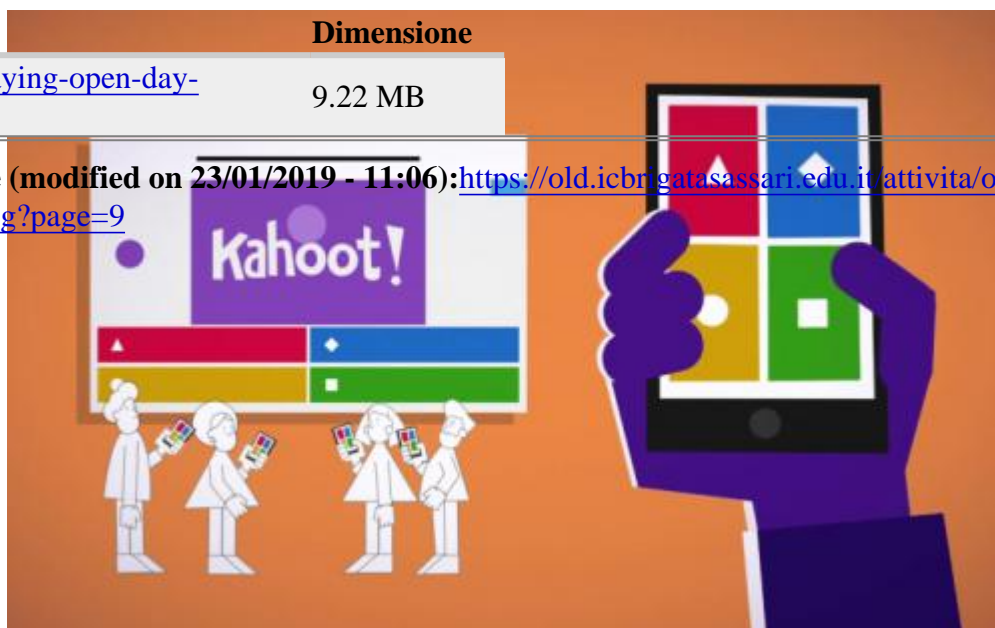 Dimensione
ying-open-day-
9.22 MB
(modified on 23/01/2019 - 11:06):https://old.icbrigatasassari.edu.it/attivita/o
g?page=9
Kahoot!